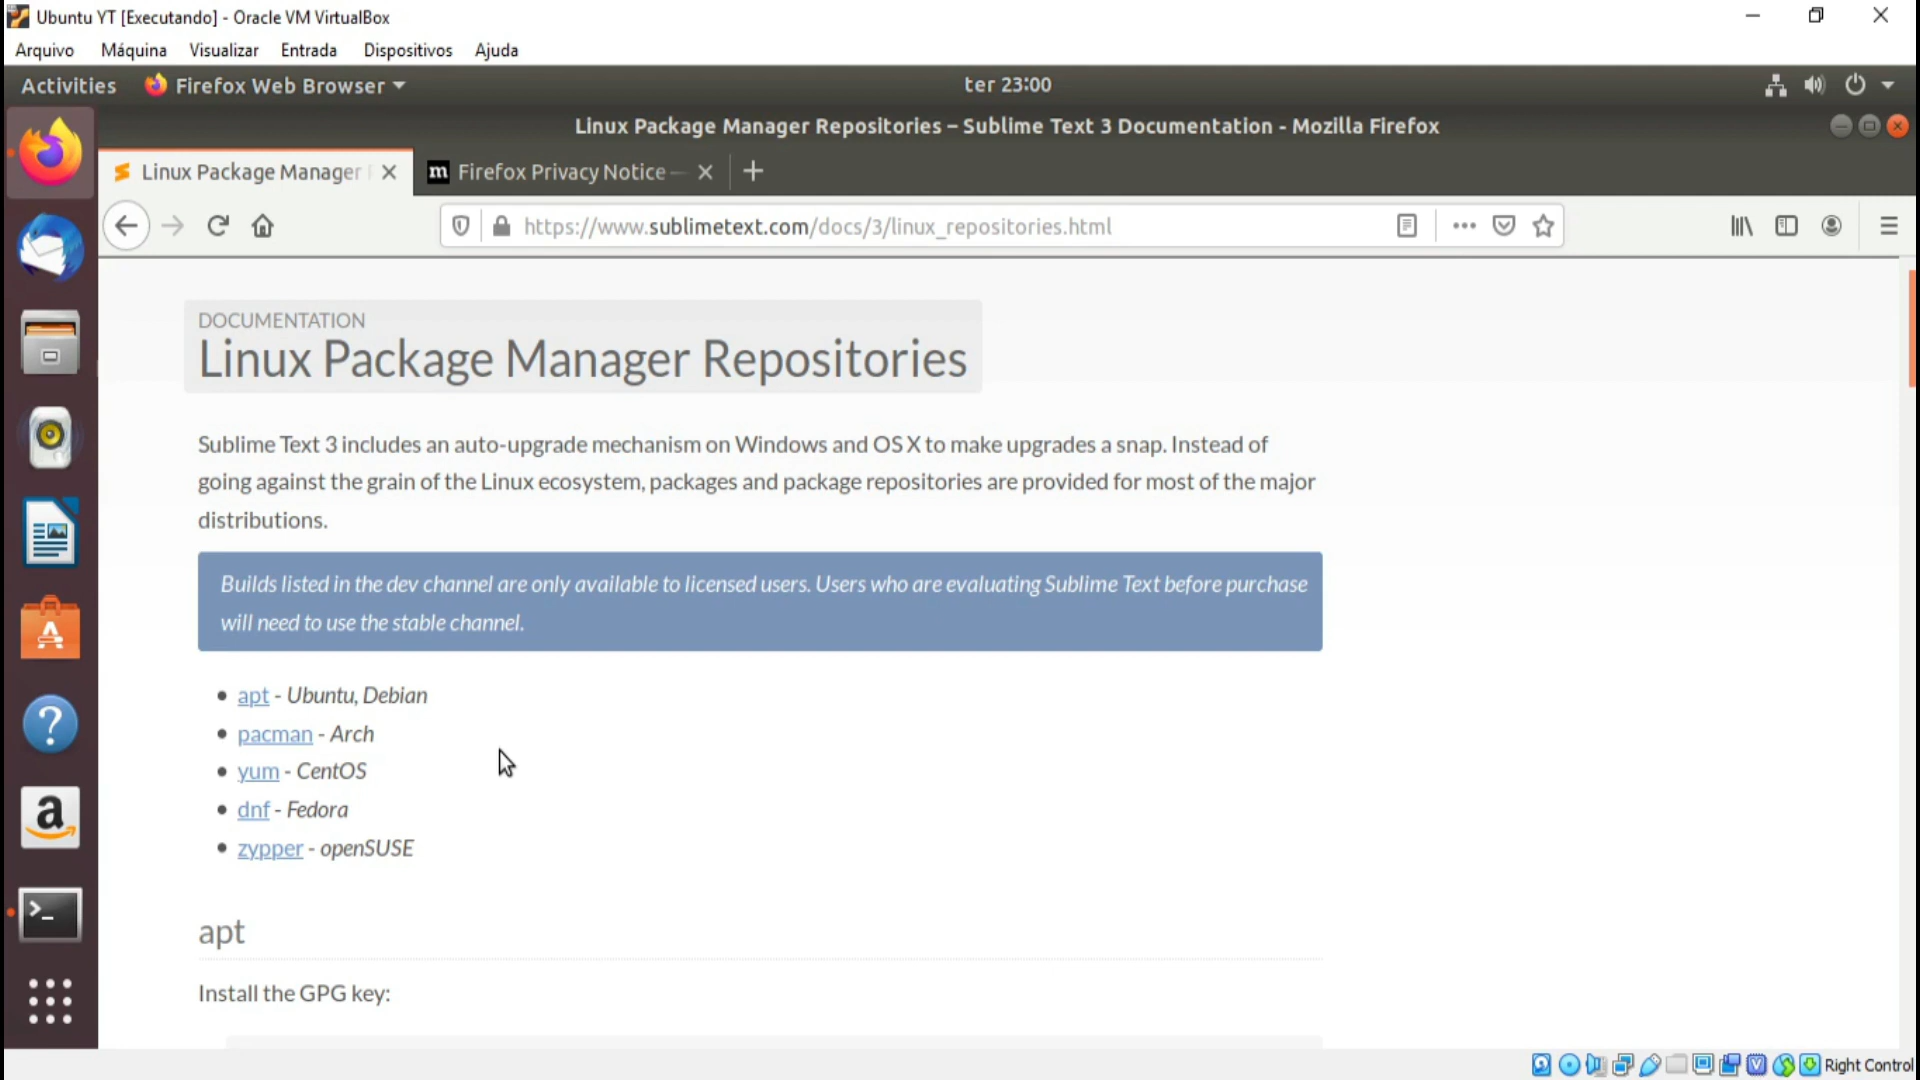 Ubuntu YT [Executando] - Oracle VM VirtualBox
Arquivo Máquina Visualizar Entrada Dispositivos Ajuda
Activities Firefox Web Browser ter 23:00
Linux Package Manager Repositories – Sublime Text 3 Documentation - Mozilla Firefox
Linux Package Manager Firefox Privacy Notice —
https://www.sublimetext.com/docs/3/linux_repositories.html
DOCUMENTATION
Linux Package Manager Repositories
Sublime Text 3 includes an auto-upgrade mechanism on Windows and OS X to make upgrades a snap. Instead of
going against the grain of the Linux ecosystem, packages and package repositories are provided for most of the major
distributions.
Builds listed in the dev channel are only available to licensed users. Users who are evaluating Sublime Text before purchase
will need to use the stable channel.
• apt - Ubuntu, Debian
• pacman - Arch
• yum - CentOS
• dnf - Fedora
• zypper - openSUSE
apt
Install the GPG key:
Right Control